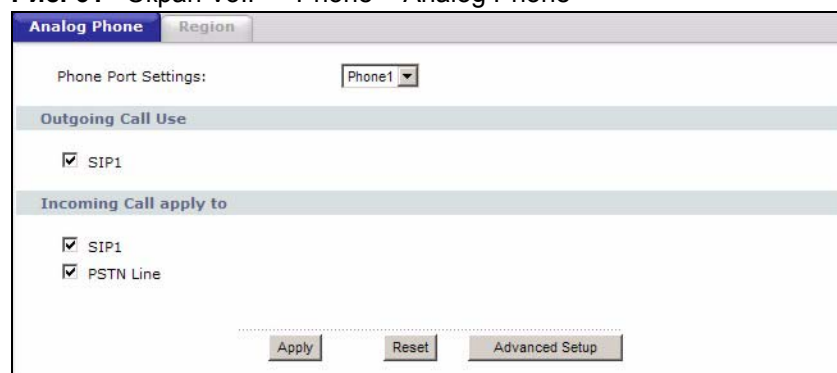 Analog Phone Region
Phone Port Settings: Phone1
Outgoing Call Use
SIP1
Incoming Call apply to
SIP1
PSTN Line
Apply Reset Advanced Setup